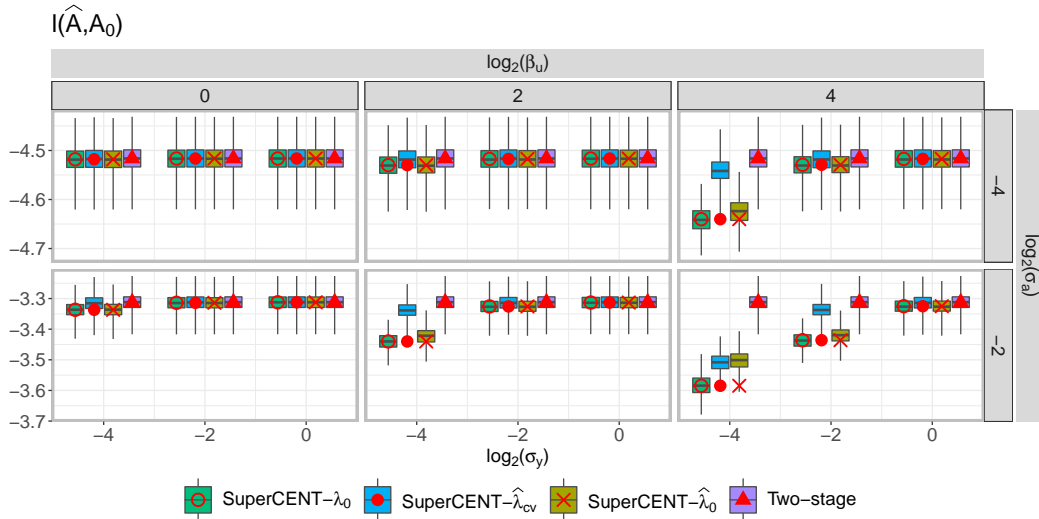 l(Â,A₀)
log₂(βᵤ)
0 2 4
−4.5
−4.6
−4.7
−4
−3.3
−3.4
−3.5
−3.6
−3.7
−2
log₂(σₐ)
−4 −2 0 −4 −2 0 −4 −2 0
log₂(σᵧ)
SuperCENT−λ₀ SuperCENT−λ̂cv SuperCENT−λ̂₀ Two−stage